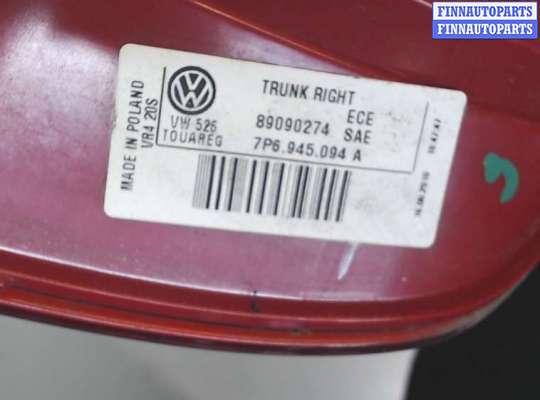 FINNAUTOPARTS
FINNAUTOPARTS
MADE IN POLAND
VR4 20S
VW 526
TOUAREG
TRUNK RIGHT
89090274
ECE
SAE
7P6.945.094 A